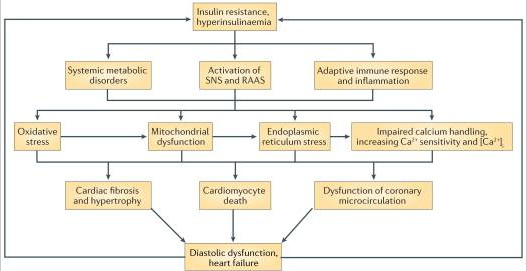 Insulin resistance,
hyperinsulinaemia
Systemic metabolic
disorders
Activation of
SNS and RAAS
Adaptive immune response
and inflammation
Oxidative
stress
Mitochondrial
dysfunction
Endoplasmic
reticulum stress
Impaired calcium handling,
increasing Ca²⁺ sensitivity and [Ca²⁺]
Cardiac fibrosis
and hypertrophy
Cardiomyocyte
death
Dysfunction of coronary
microcirculation
Diastolic dysfunction,
heart failure